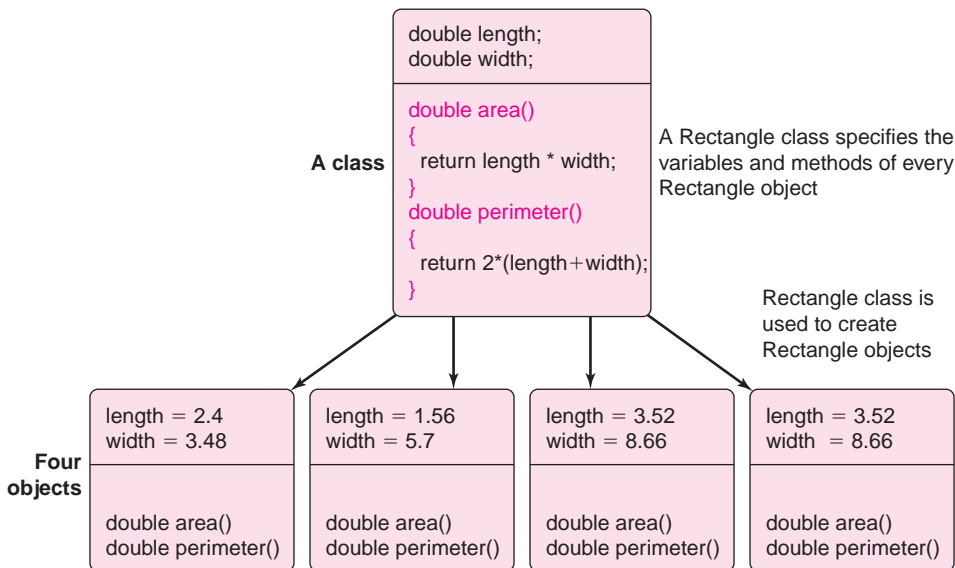 double length;
double width;
double area()
{
return length * width;
}
double perimeter()
{
return 2*(length+width);
}
A class
A Rectangle class specifies the
variables and methods of every
Rectangle object
Rectangle class is
used to create
Rectangle objects
Four
objects
length = 2.4
width = 3.48
double area()
double perimeter()
length = 1.56
width = 5.7
double area()
double perimeter()
length = 3.52
width = 8.66
double area()
double perimeter()
length = 3.52
width = 8.66
double area()
double perimeter()